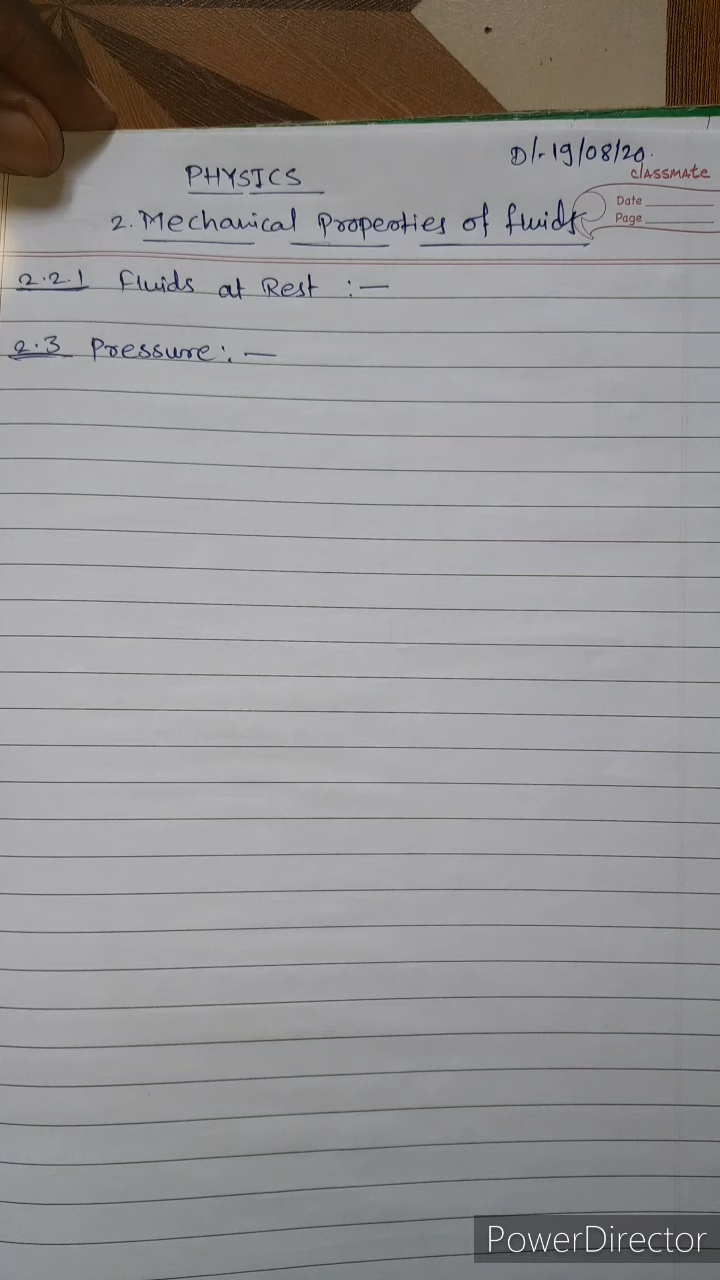 D/- 19/08/20.
PHYSICS
classmate
Date
Page
2. Mechanical Properties of fluids
2.2.1 Fluids at Rest :—
2.3 Pressure:. —
PowerDirector